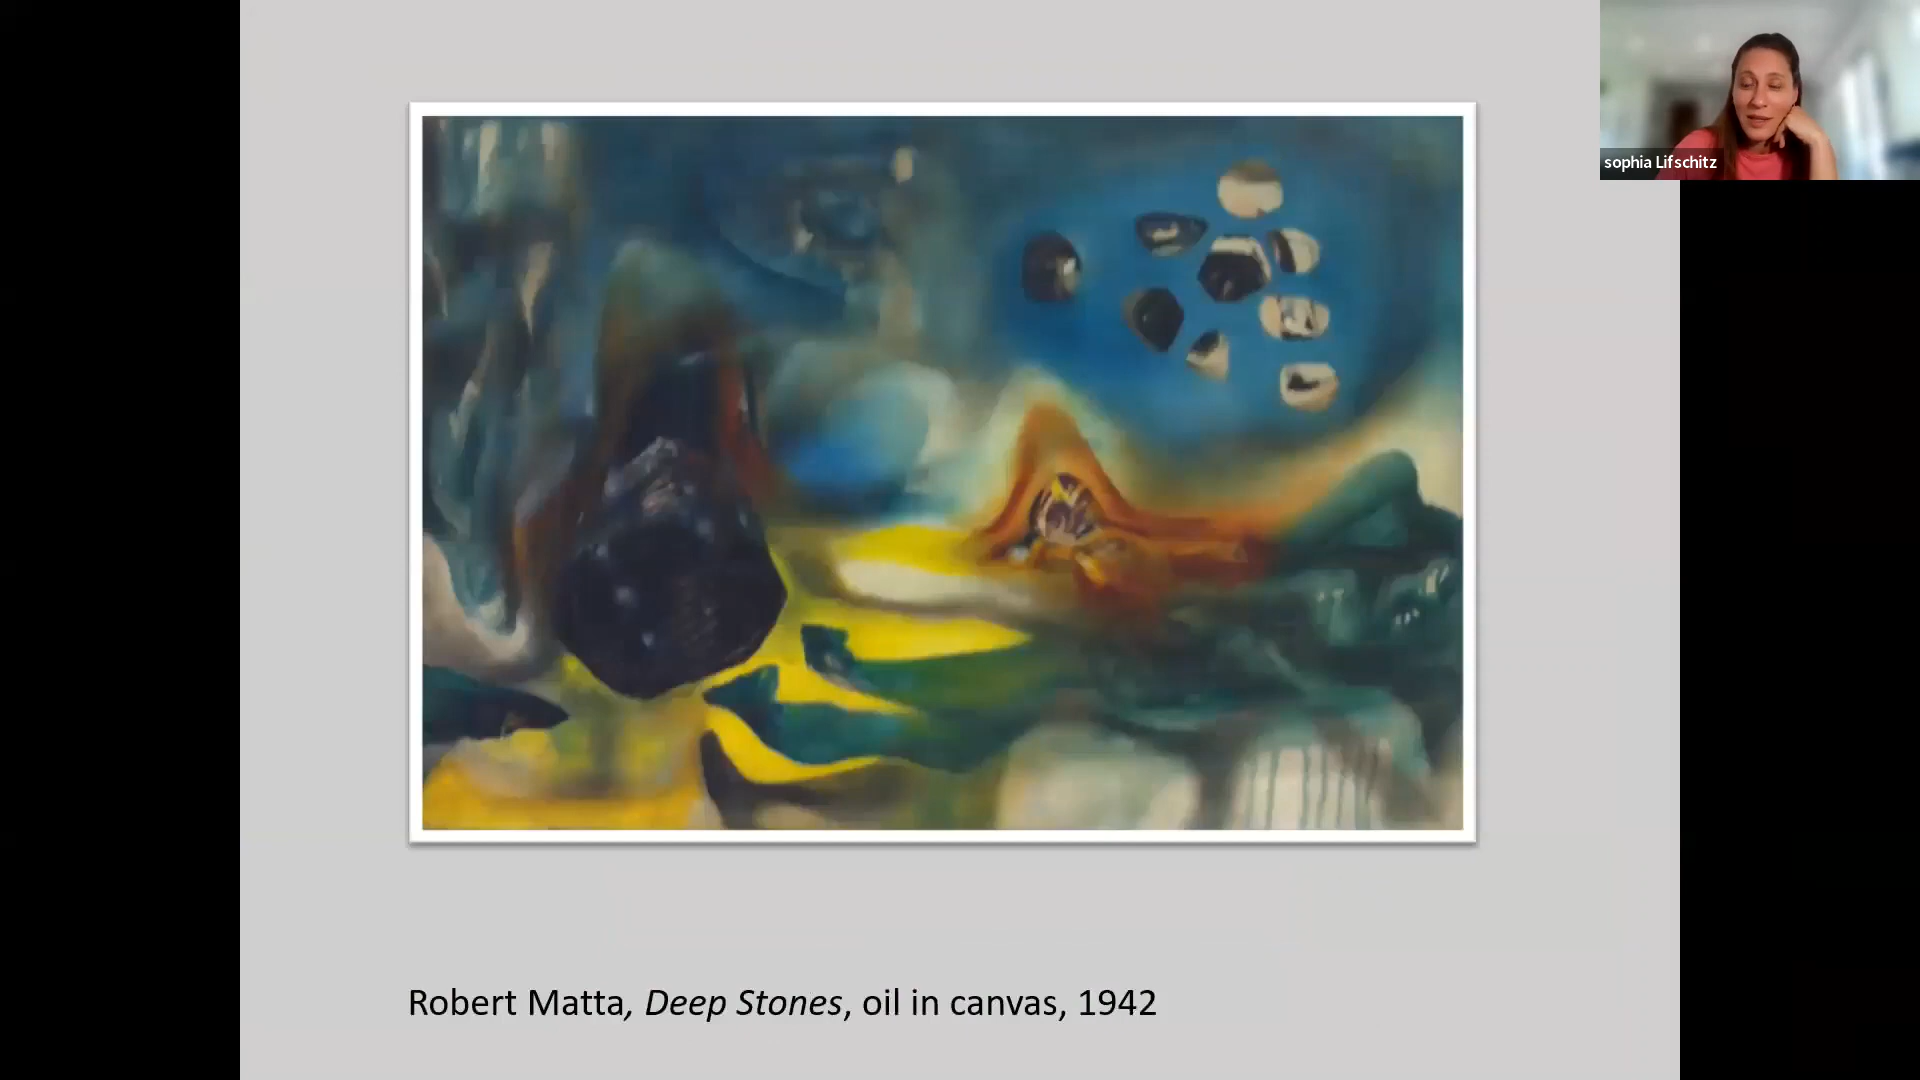 sophia Lifschitz
Robert Matta, Deep Stones, oil in canvas, 1942